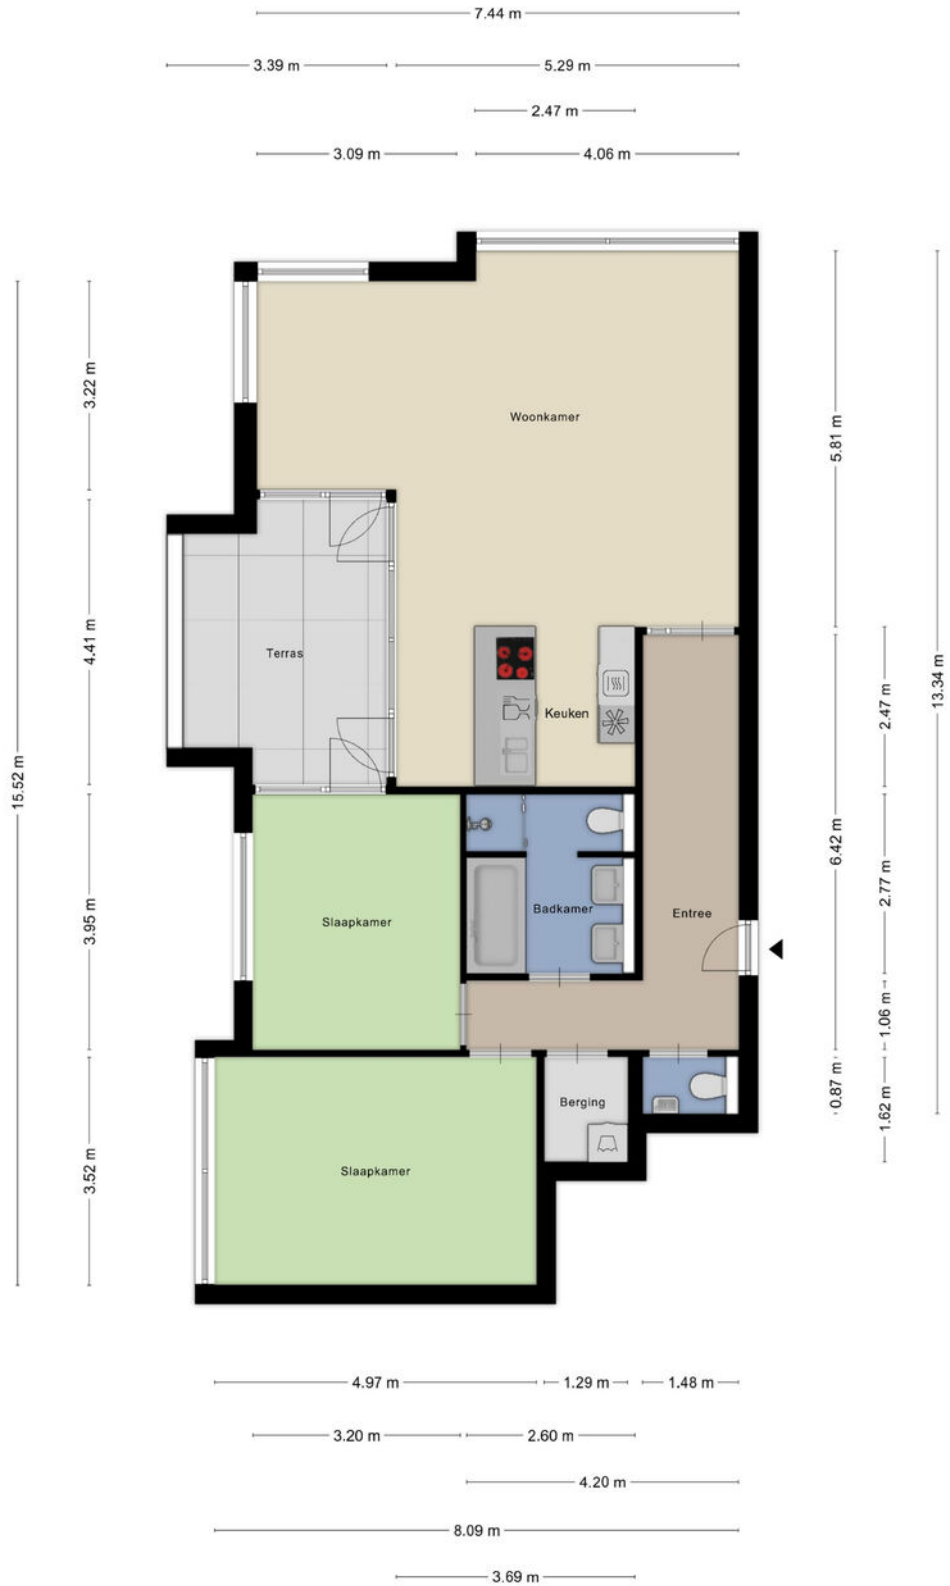 7.44 m
3.39 m
5.29 m
2.47 m
3.09 m
4.06 m
3.22 m
Woonkamer
5.81 m
4.41 m
Terras
13.34 m
2.47 m
Keuken
15.52 m
6.42 m
2.77 m
3.95 m
Slaapkamer
Badkamer
Entree
1.06 m
0.87 m
Berging
1.62 m
3.52 m
Slaapkamer
4.97 m
1.29 m
1.48 m
3.20 m
2.60 m
4.20 m
8.09 m
3.69 m